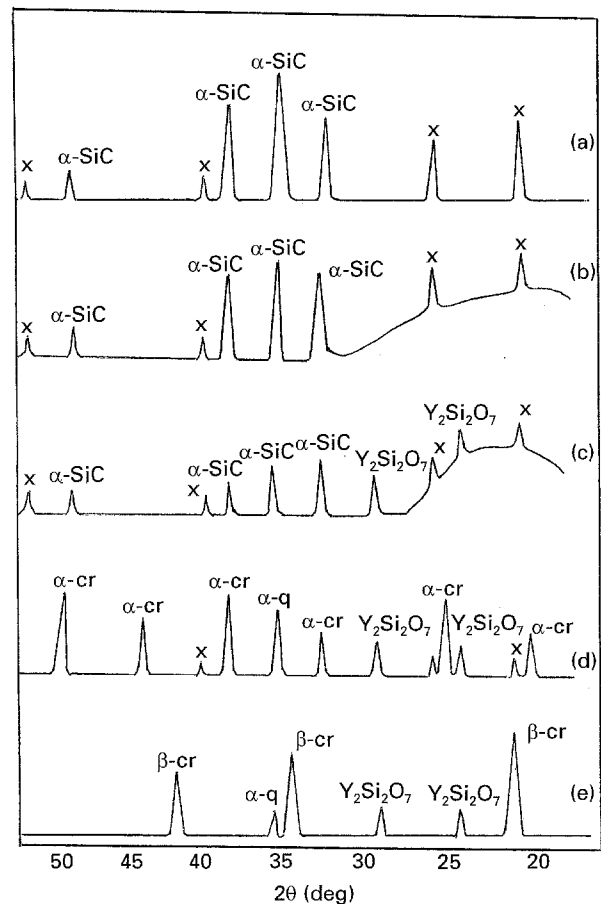 α-SiC
α-SiC
α-SiC
x
α-SiC
x
x
x
(a)
α-SiC
α-SiC
α-SiC
x
α-SiC
x
x
x
(b)
Y₂Si₂O₇
x
α-SiC
α-SiC
Y₂Si₂O₇
x
x
α-SiC
x
α-SiC
(c)
α-cr
α-cr
α-cr
α-q
α-cr
α-cr
Y₂Si₂O₇
Y₂Si₂O₇
α-cr
x
x
(d)
β-cr
β-cr
β-cr
α-q
Y₂Si₂O₇
Y₂Si₂O₇
(e)
50 45 40 35 30 25 20
2θ (deg)